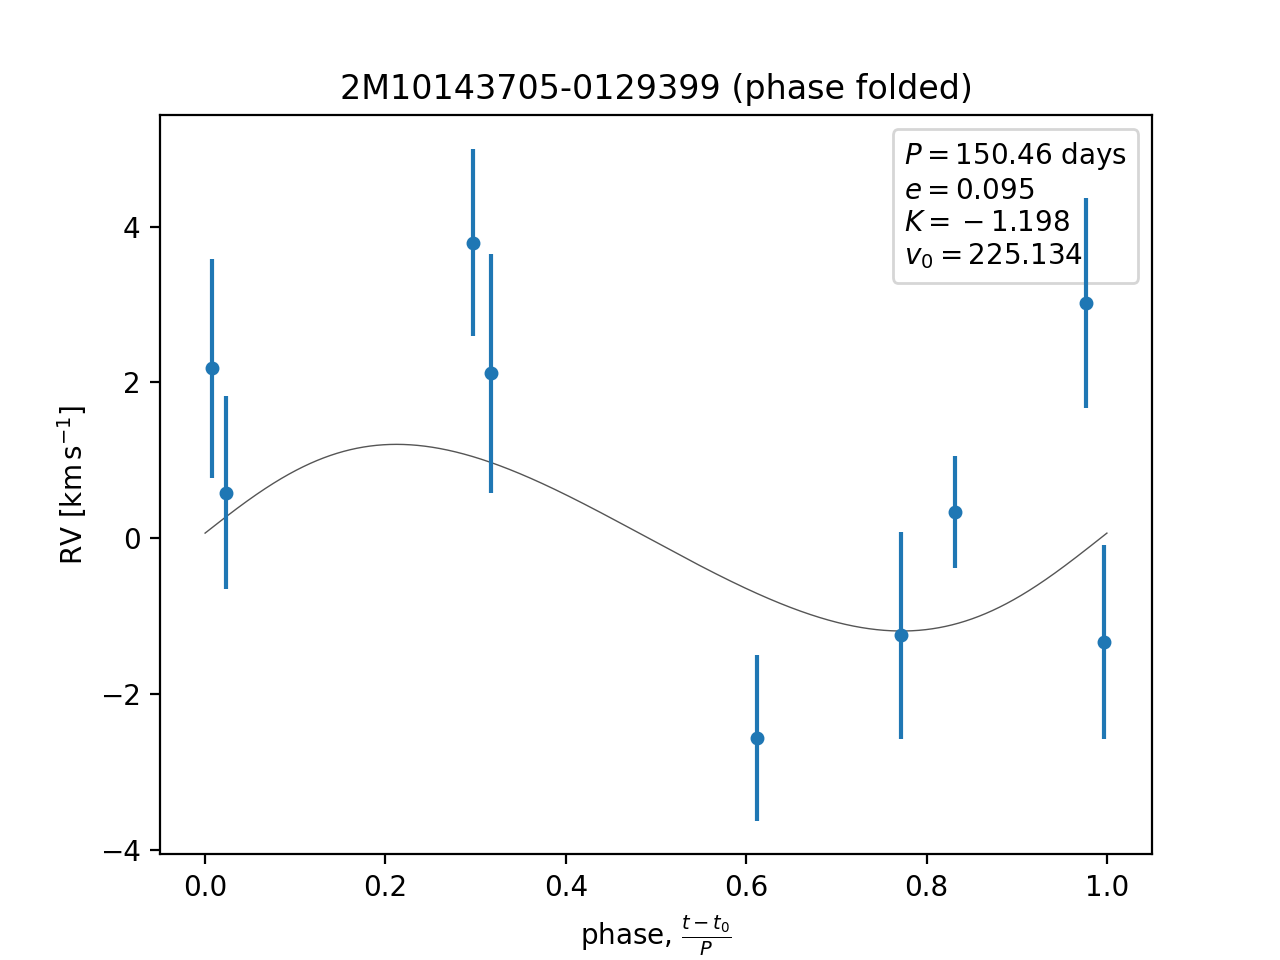 2M10143705-0129399 (phase folded)
P = 150.46 days
e = 0.095
K = −1.198
v₀ = 225.134
RV [km s⁻¹]
4
2
0
−2
−4
0.0 0.2 0.4 0.6 0.8 1.0
phase, (t − t₀)/P